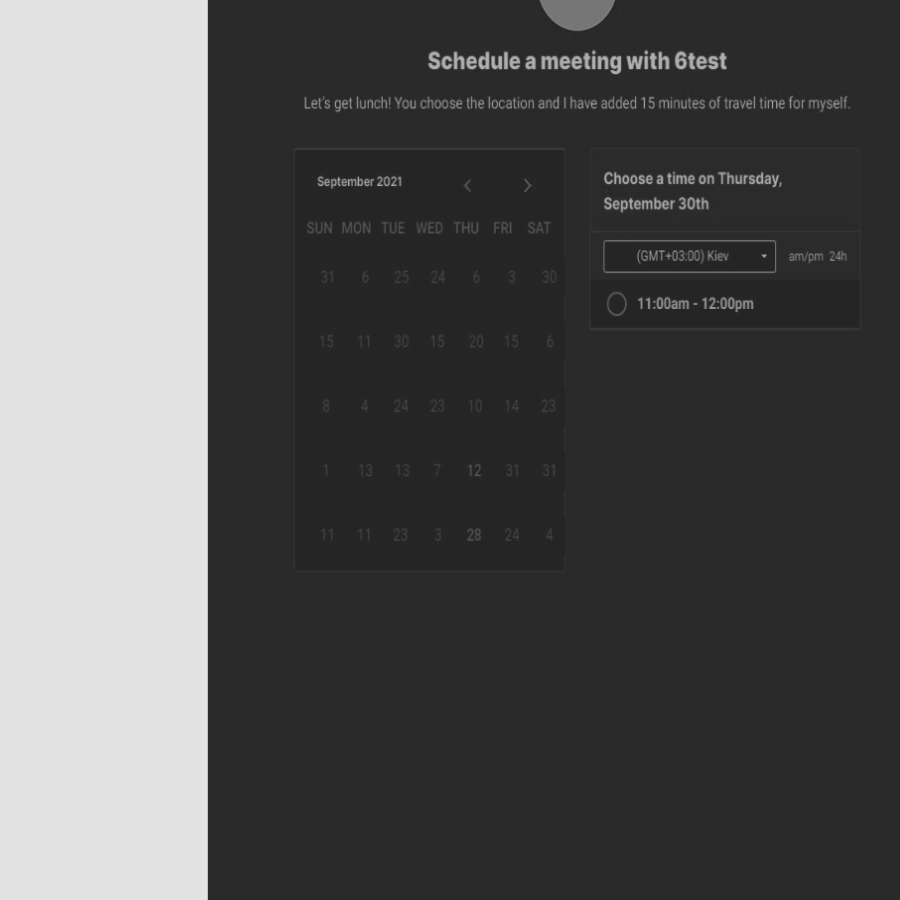 Schedule a meeting with 6test
Let's get lunch! You choose the location and I have added 15 minutes of travel time for myself.
September 2021
SUN MON TUE WED THU FRI SAT
31 6 25 24 6 3 30
15 11 30 15 20 15 6
8 4 24 23 10 14 23
1 13 13 7 12 31 31
11 11 23 3 28 24 4
Choose a time on Thursday,
September 30th
(GMT+03:00) Kiev am/pm 24h
11:00am - 12:00pm